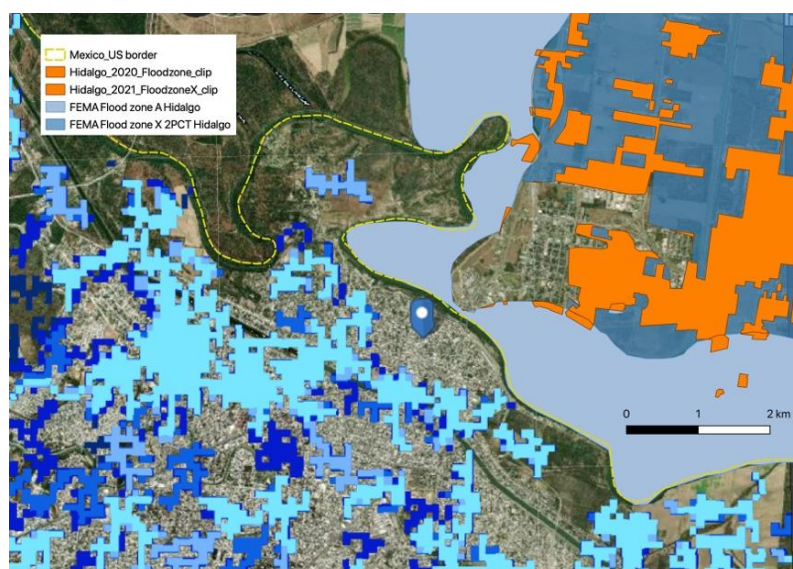 Mexico_US border
Hidalgo_2020_Floodzone_clip
Hidalgo_2021_FloodzoneX_clip
FEMA Flood zone A Hidalgo
FEMA Flood zone X 2PCT Hidalgo
0 1 2 km